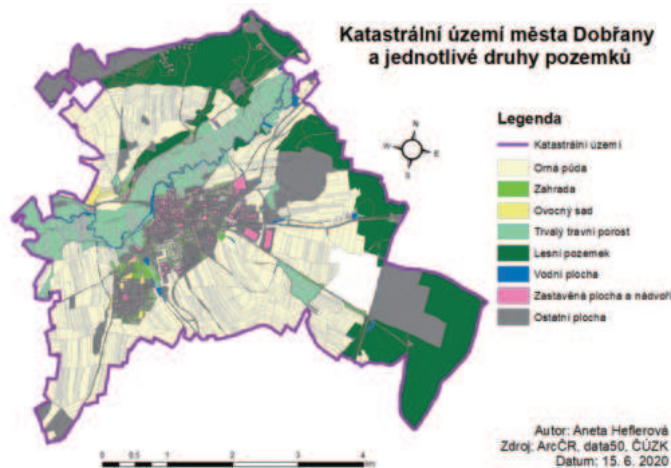 Katastrální území města Dobřany
a jednotlivé druhy pozemků
N
W
E
S
Legenda
Katastrální území
Orná půda
Zahrada
Ovocný sad
Trvalý travní porost
Lesní pozemek
Vodní plocha
Zastavěná plocha a nádvoří
Ostatní plocha
0 0,5 1 2 3 4
km
Autor: Aneta Heflerová
Zdroj: ArcČR, data50, ČÚZK
Datum: 15. 6. 2020